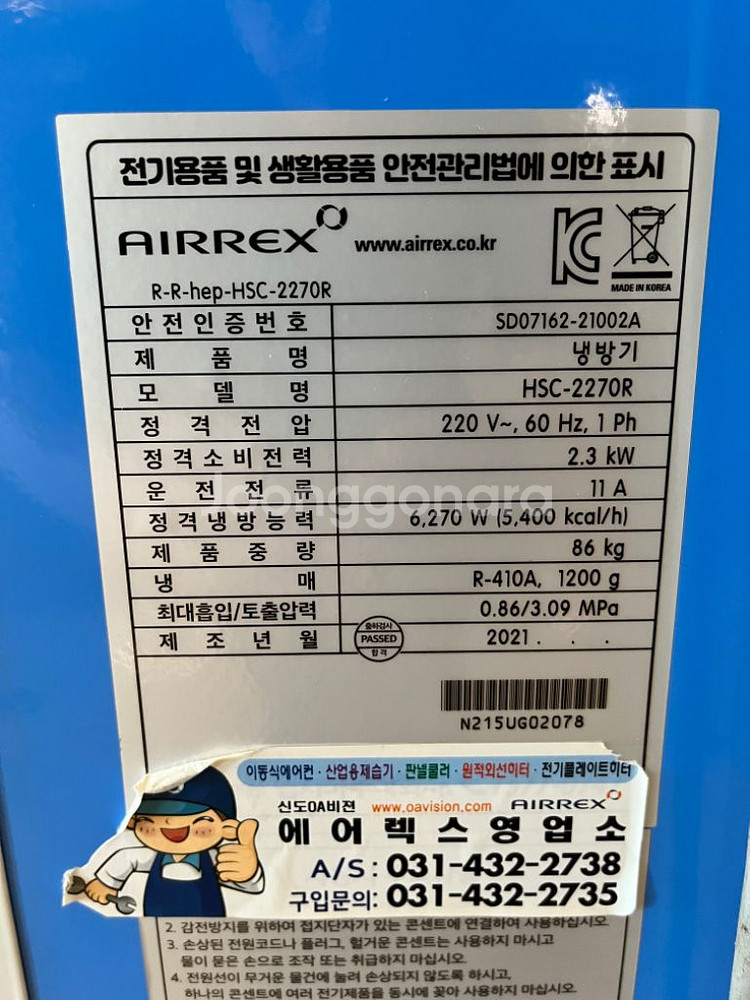 전기용품 및 생활용품 안전관리법에 의한 표시
AIRREX www.airrex.co.kr
MADE IN KOREA
R-R-hep-HSC-2270R
안전인증번호 SD07162-21002A
제품명 냉방기
모델명 HSC-2270R
정격전압 220 V~, 60 Hz, 1 Ph
정격소비전력 2.3 kW
운전전류 11 A
정격냉방능력 6,270 W (5,400 kcal/h)
제품중량 86 kg
냉매 R-410A, 1200 g
최대흡입/토출압력 0.86/3.09 MPa
제조년월 2021 . . .
출하검사
PASSED
합격
joonggonara
N215UG02078
이동식에어컨 · 산업용제습기 · 판넬쿨러 · 원적외선히터 · 전기플레이트히터
신도OA비젼 www.oavision.com AIRREX
에어렉스영업소
A/S : 031-432-2738
구입문의: 031-432-2735
2. 감전방지를 위하여 접지단자가 있는 콘센트에 연결하여 사용하십시오.
3. 손상된 전원코드나 플러그, 헐거운 콘센트는 사용하지 마시고
물이 묻은 손으로 조작 또는 취급하지 마십시오.
4. 전원선이 무거운 물건에 눌려 손상되지 않도록 하시고,
하나의 콘센트에 여러 전기제품을 동시에 꽂아 사용하지 마십시오.